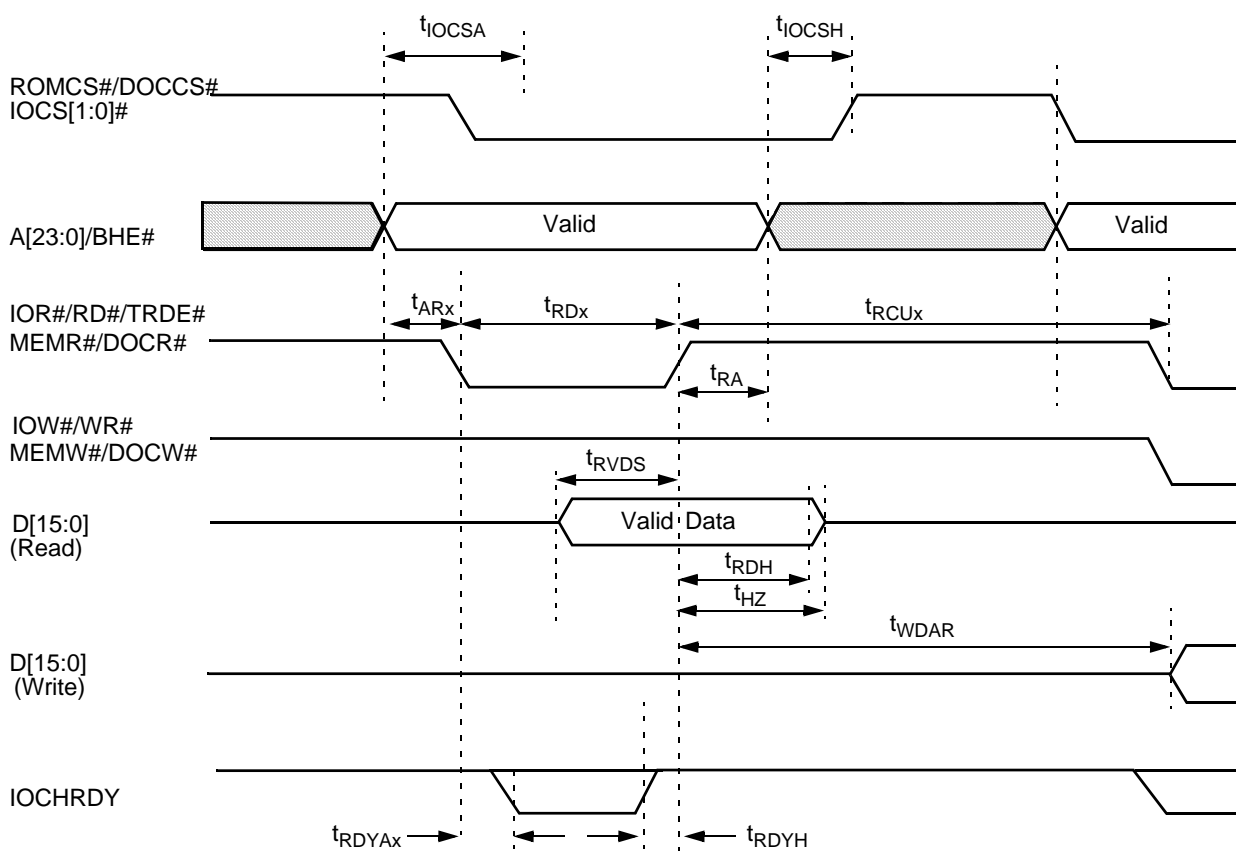 tIOCSA
tIOCSH
ROMCS#/DOCCS#
IOCS[1:0]#
A[23:0]/BHE#
Valid
Valid
IOR#/RD#/TRDE#
MEMR#/DOCR#
tARx
tRDx
tRCUx
tRA
IOW#/WR#
MEMW#/DOCW#
tRVDS
D[15:0]
(Read)
Valid Data
tRDH
tHZ
tWDAR
D[15:0]
(Write)
IOCHRDY
tRDYAx
tRDYH